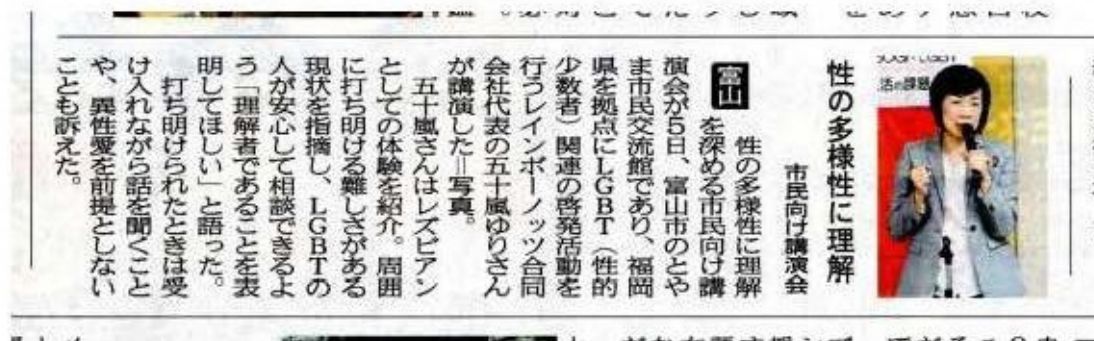 性の多様性に理解
市民向け講演会
富山
性の多様性に理解
を深める市民向け講
演会が5日、富山市のとや
ま市民交流館であり、福岡
県を拠点にLGBT（性的
少数者）関連の啓発活動を
行うレインボーノッツ合同
会社代表の五十嵐ゆりさん
が講演した＝写真。
五十嵐さんはレズビアン
としての体験を紹介。周囲
に打ち明ける難しさがある
現状を指摘し、LGBTの
人が安心して相談できるよ
う「理解者であることを表
明してほしい」と語った。
打ち明けられたときは受
け入れながら話を聞くこと
や、異性愛を前提としない
ことも訴えた。